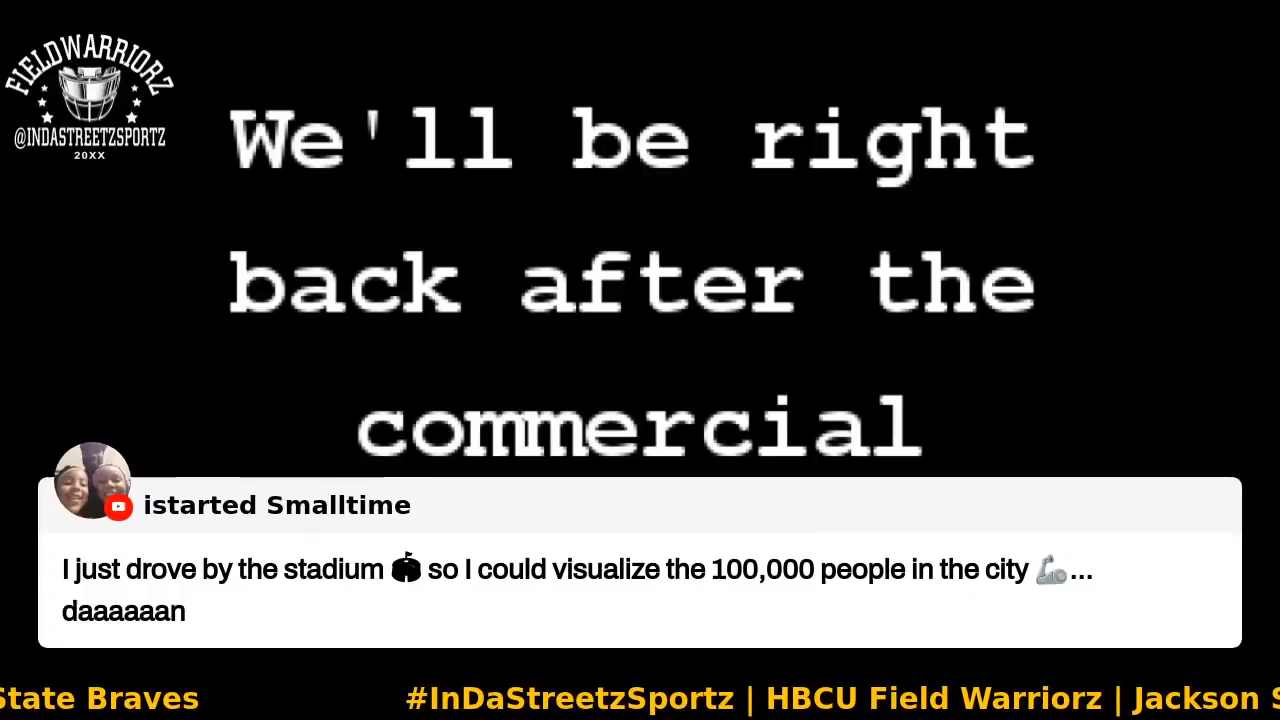 FIELDWARRIORZ
@INDASTREETZSPORTZ
20XX
We'll be right
back after the
commercial
istarted Smalltime
I just drove by the stadium 🏟 so I could visualize the 100,000 people in the city 🦾...
daaaaaan
State Braves #InDaStreetzSportz | HBCU Field Warriorz | Jackson S